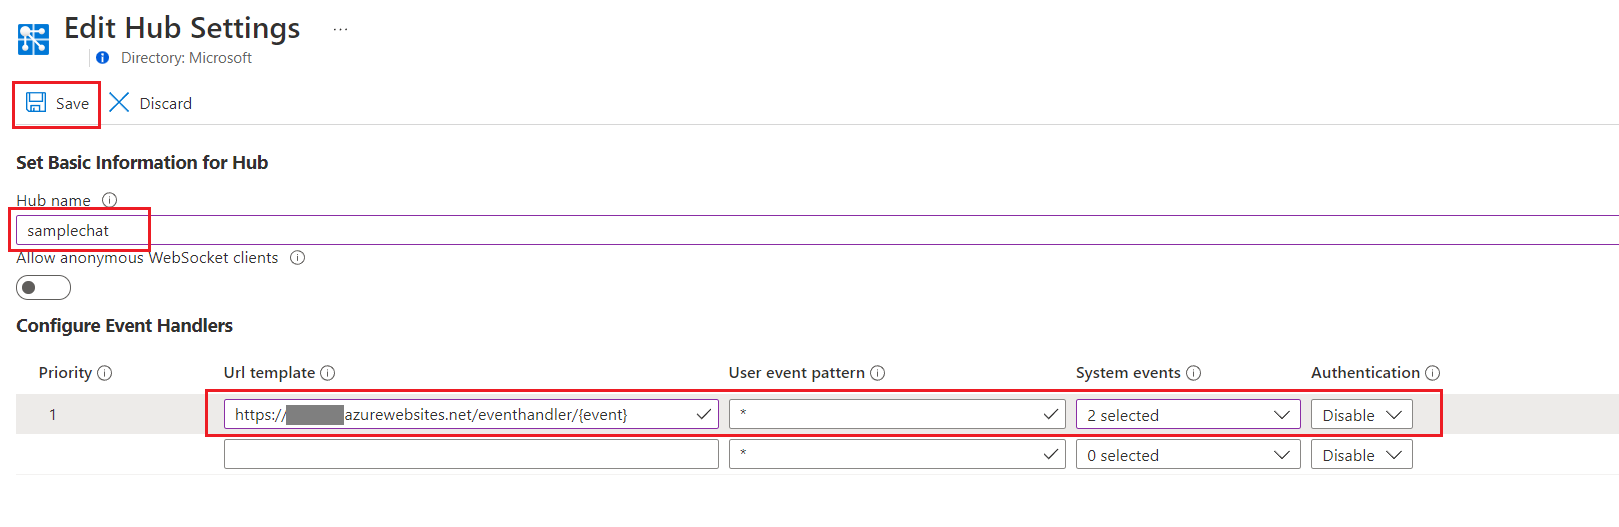 Edit Hub Settings ...
Directory: Microsoft
Save Discard
Set Basic Information for Hub
Hub name
samplechat
Allow anonymous WebSocket clients
Configure Event Handlers
Priority Url template User event pattern System events Authentication
1 https:// azurewebsites.net/eventhandler/{event} * 2 selected Disable
* 0 selected Disable